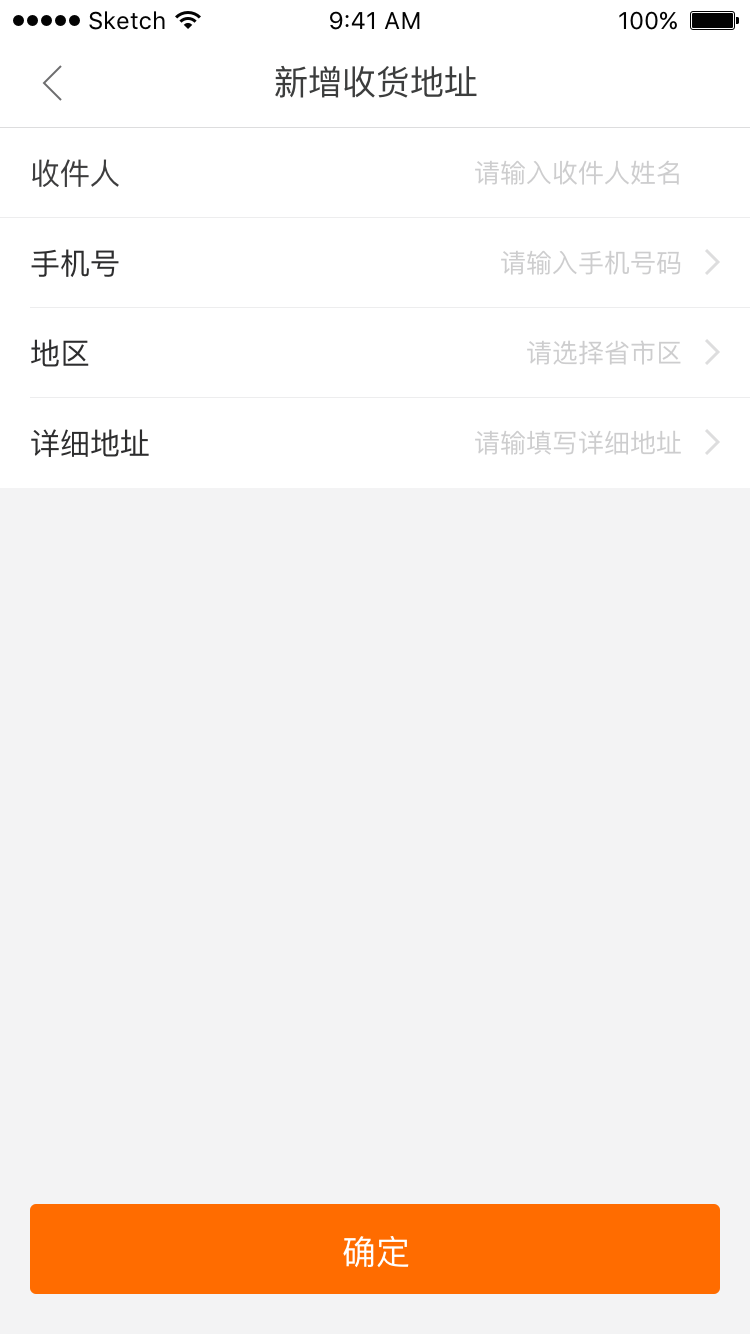 Sketch 9:41 AM 100%
新增收货地址
收件人 请输入收件人姓名
手机号 请输入手机号码
地区 请选择省市区
详细地址 请输填写详细地址
确定